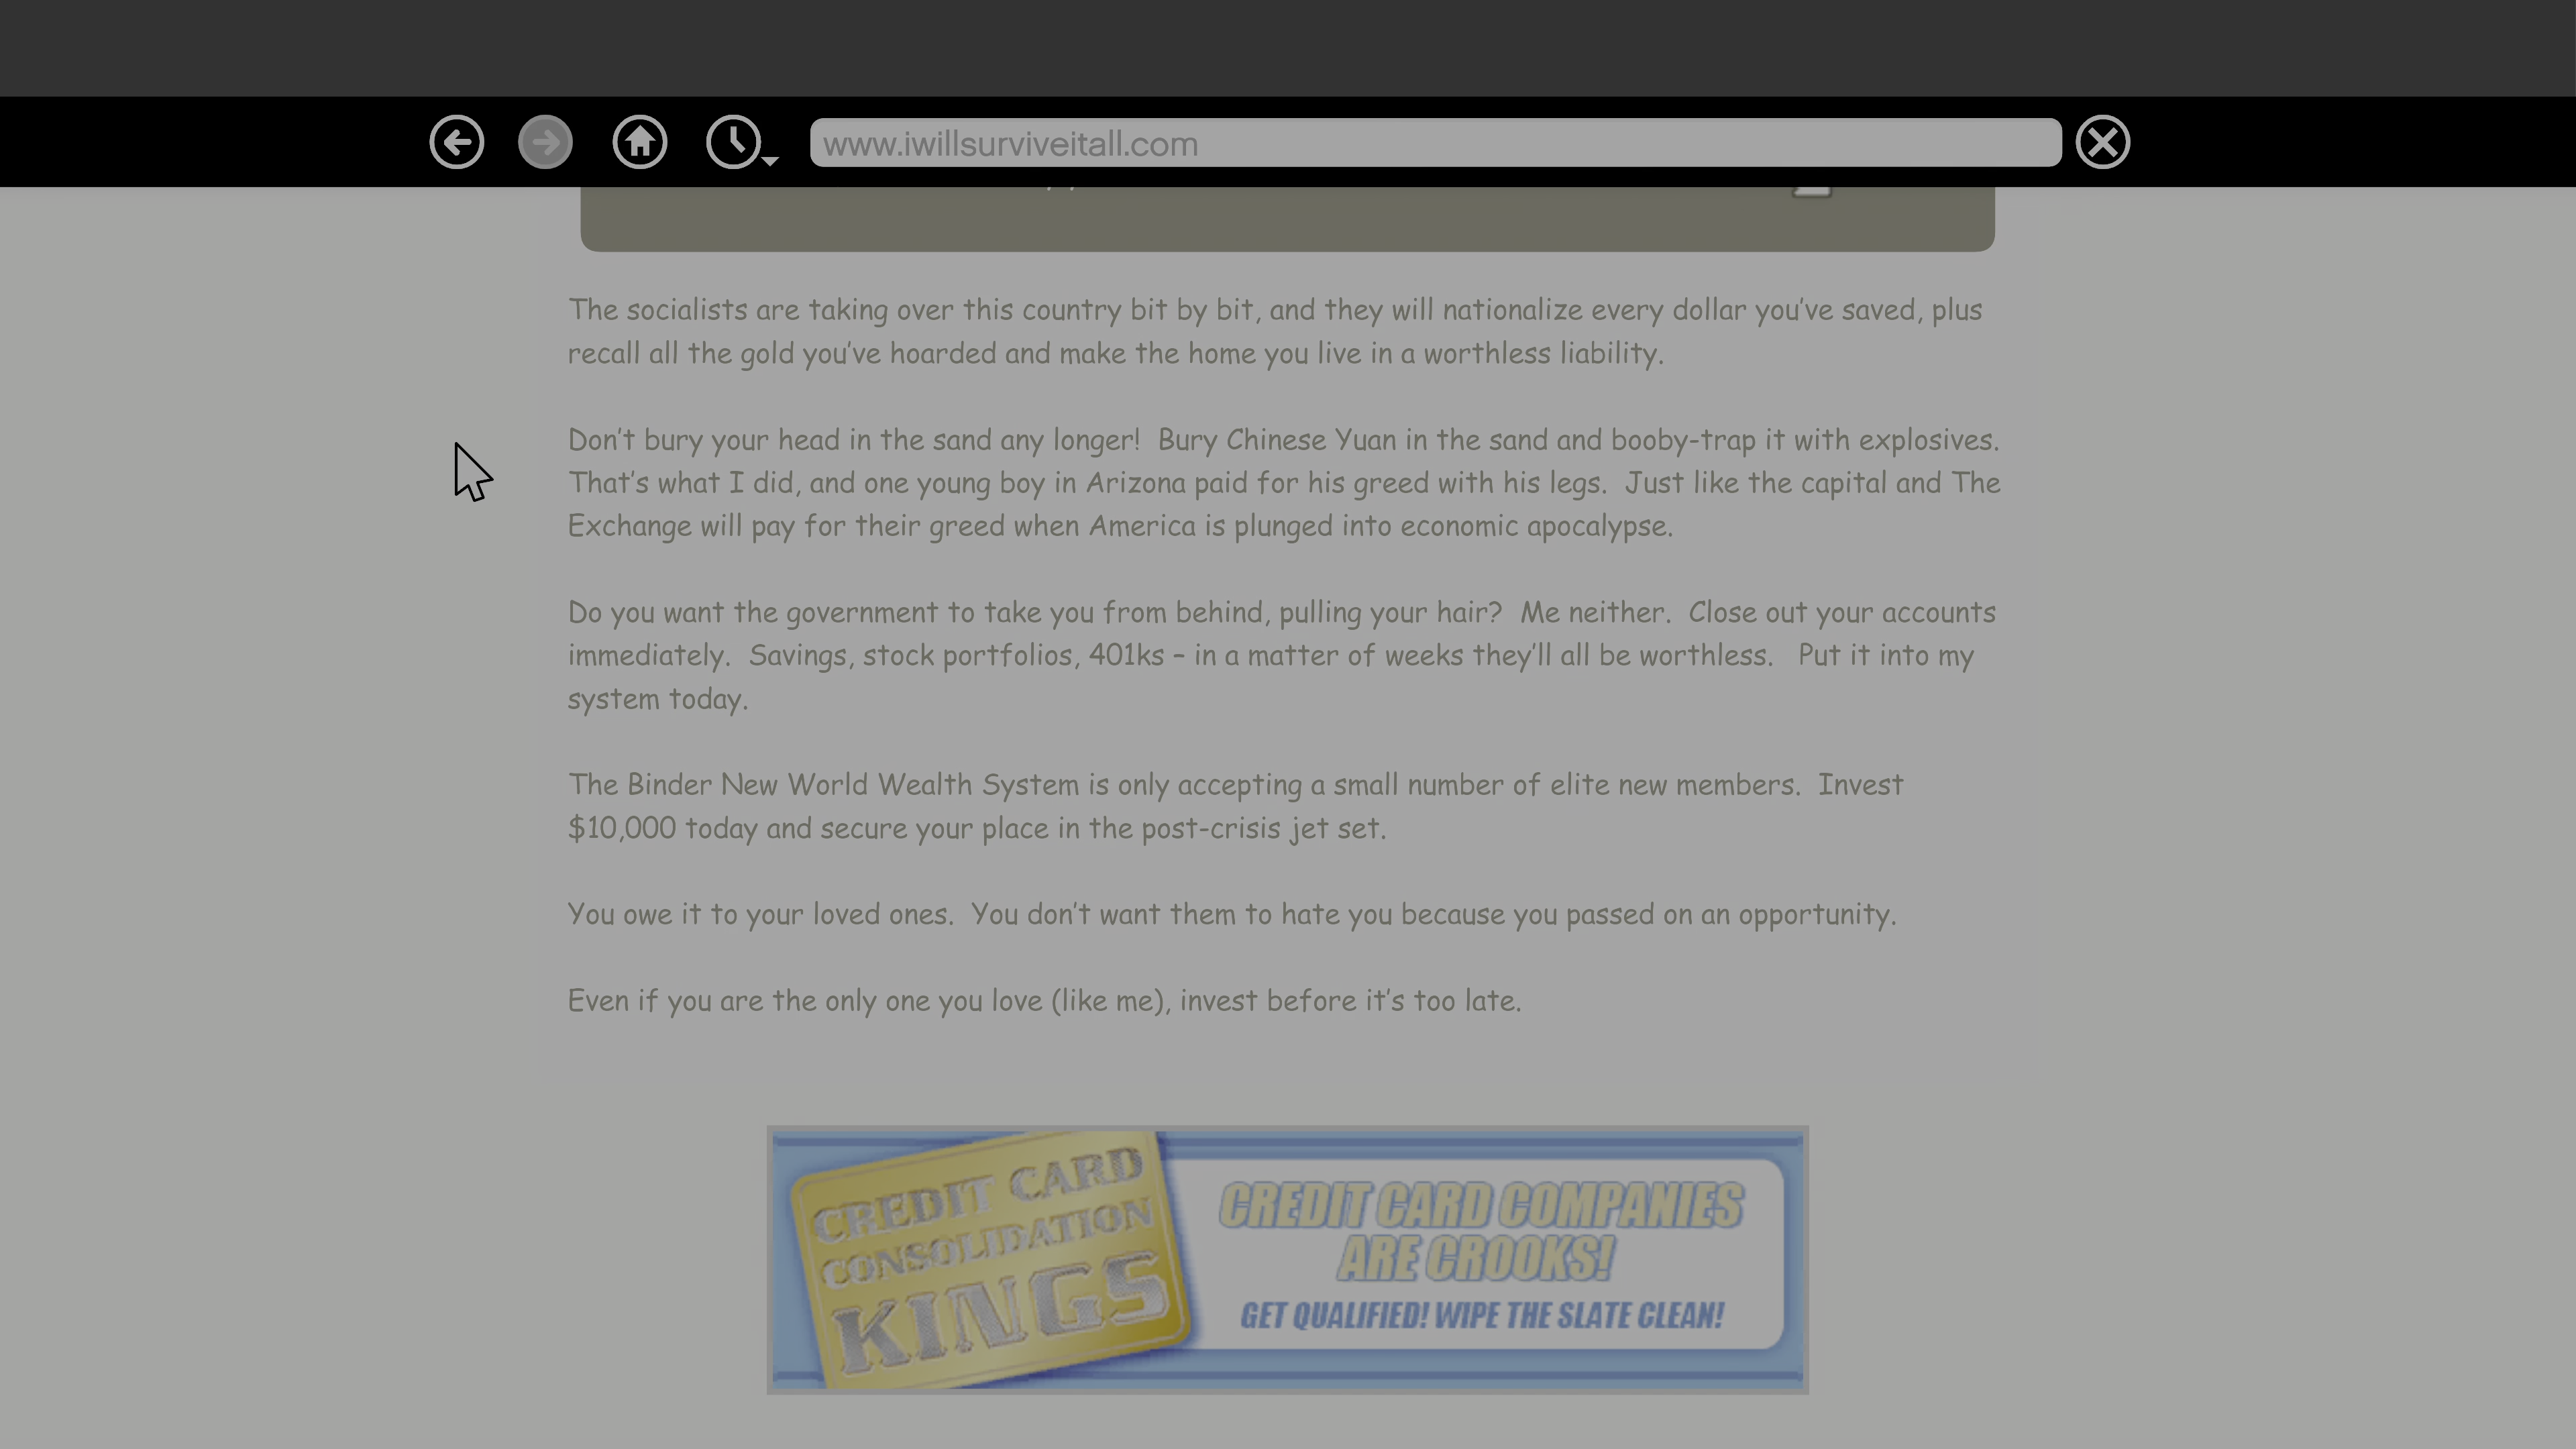 www.iwillsurviveitall.com
The socialists are taking over this country bit by bit, and they will nationalize every dollar you've saved, plus
recall all the gold you've hoarded and make the home you live in a worthless liability.
Don't bury your head in the sand any longer!  Bury Chinese Yuan in the sand and booby-trap it with explosives.
That's what I did, and one young boy in Arizona paid for his greed with his legs.  Just like the capital and The
Exchange will pay for their greed when America is plunged into economic apocalypse.
Do you want the government to take you from behind, pulling your hair?  Me neither.  Close out your accounts
immediately.  Savings, stock portfolios, 401ks – in a matter of weeks they'll all be worthless.   Put it into my
system today.
The Binder New World Wealth System is only accepting a small number of elite new members.  Invest
$10,000 today and secure your place in the post-crisis jet set.
You owe it to your loved ones.  You don't want them to hate you because you passed on an opportunity.
Even if you are the only one you love (like me), invest before it's too late.
CREDIT CARD
CONSOLIDATION
KINGS
CREDIT CARD COMPANIES
ARE CROOKS!
GET QUALIFIED! WIPE THE SLATE CLEAN!